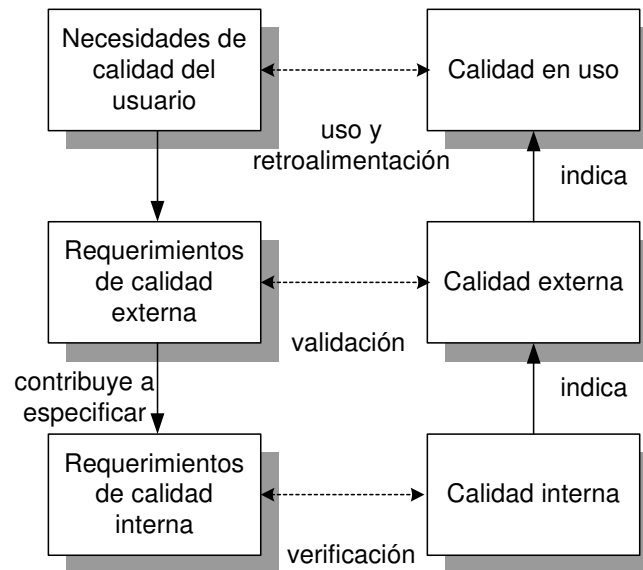 Necesidades de
calidad del
usuario
Calidad en uso
uso y
retroalimentación
indica
Requerimientos
de calidad
externa
Calidad externa
validación
contribuye a
especificar
indica
Requerimientos
de calidad
interna
Calidad interna
verificación